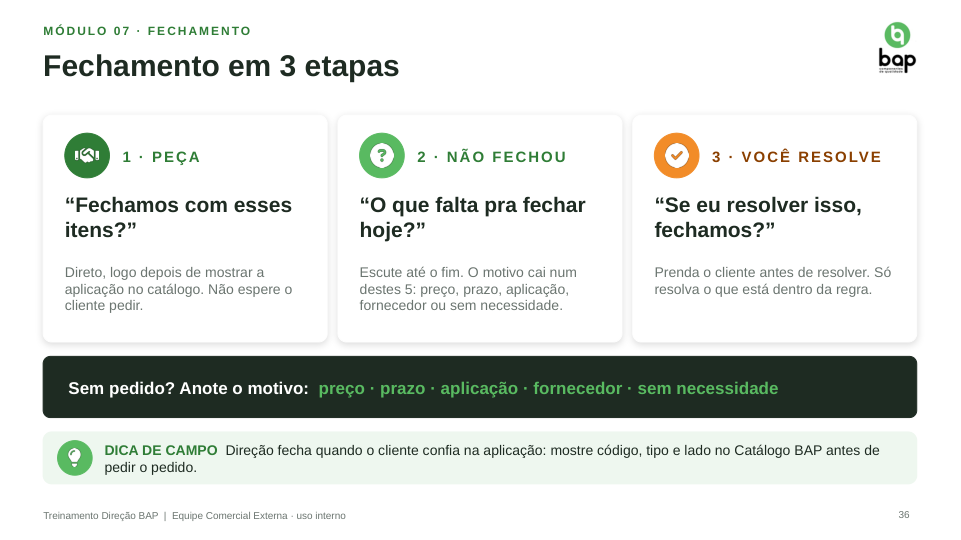 MÓDULO 07 · FECHAMENTO
Fechamento em 3 etapas
bap
1 · PEÇA
“Fechamos com esses
itens?”
Direto, logo depois de mostrar a
aplicação no catálogo. Não espere o
cliente pedir.
2 · NÃO FECHOU
“O que falta pra fechar
hoje?”
Escute até o fim. O motivo cai num
destes 5: preço, prazo, aplicação,
fornecedor ou sem necessidade.
3 · VOCÊ RESOLVE
“Se eu resolver isso,
fechamos?”
Prenda o cliente antes de resolver. Só
resolva o que está dentro da regra.
Sem pedido? Anote o motivo: preço · prazo · aplicação · fornecedor · sem necessidade
DICA DE CAMPO Direção fecha quando o cliente confia na aplicação: mostre código, tipo e lado no Catálogo BAP antes de
pedir o pedido.
Treinamento Direção BAP | Equipe Comercial Externa · uso interno
36